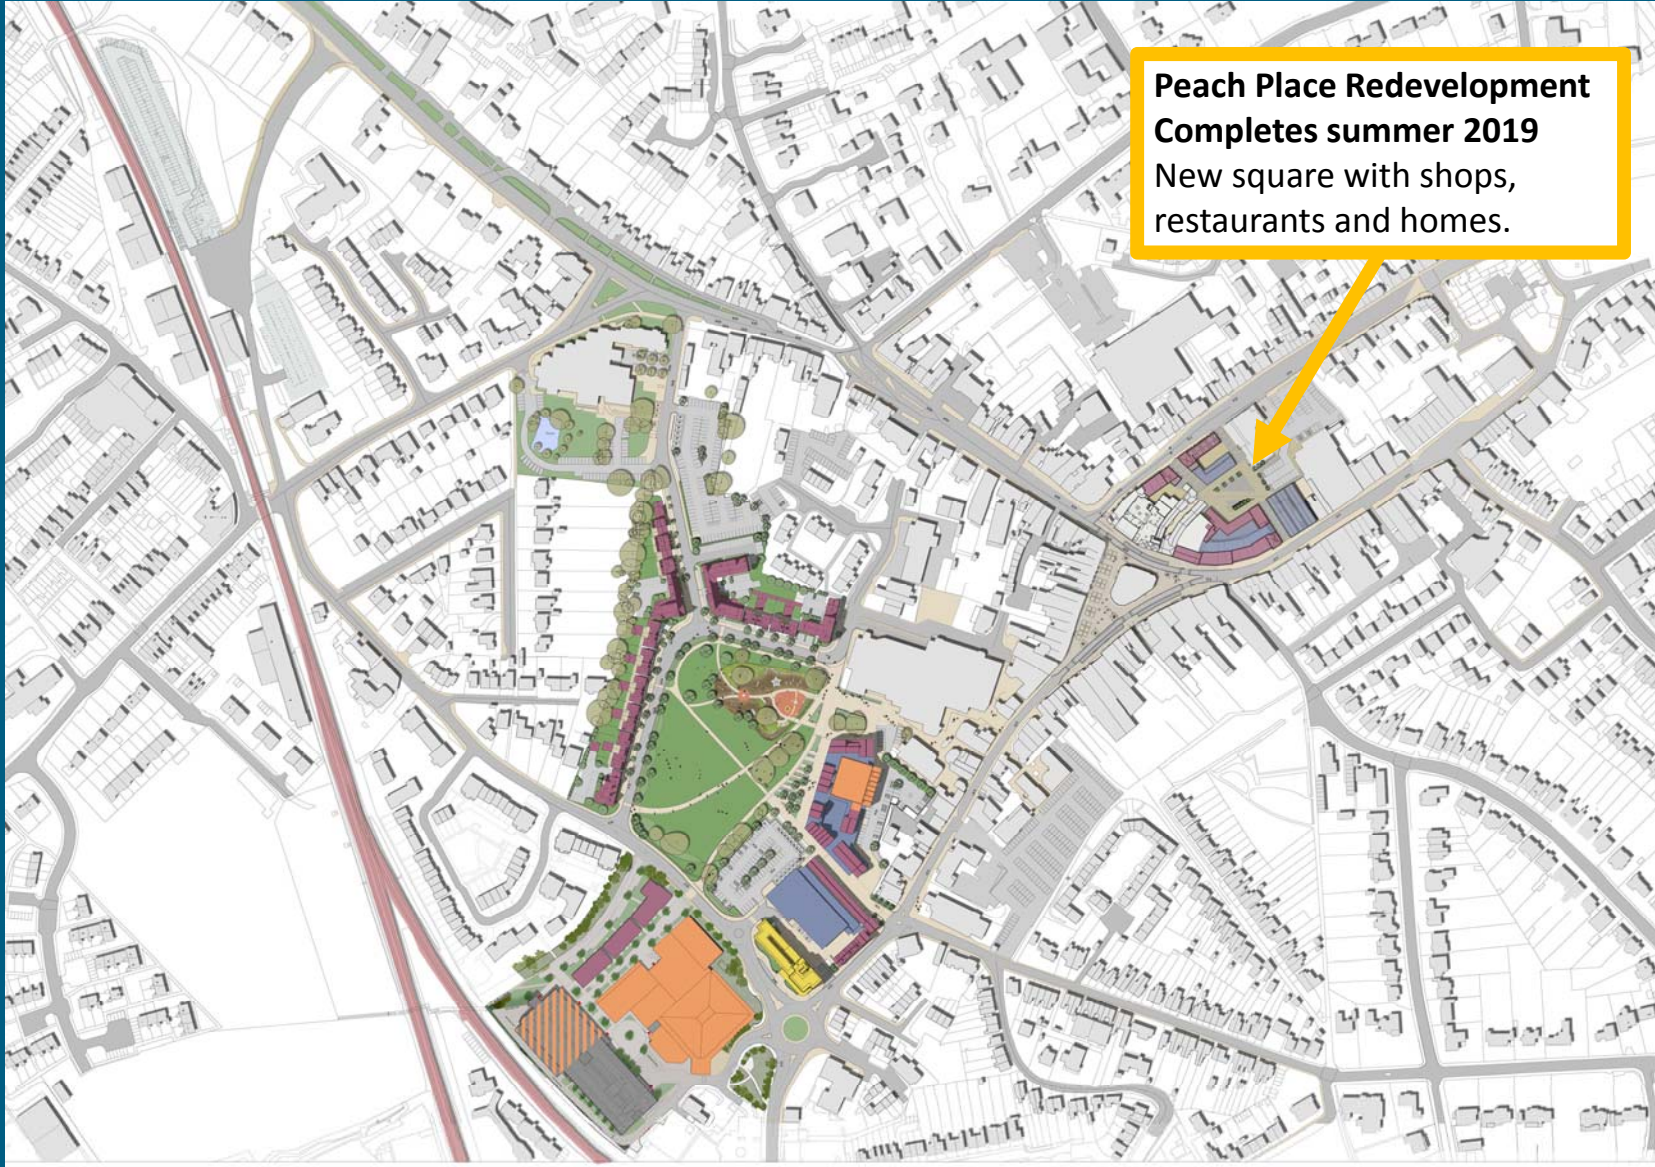 Peach Place Redevelopment
Completes summer 2019
New square with shops,
restaurants and homes.